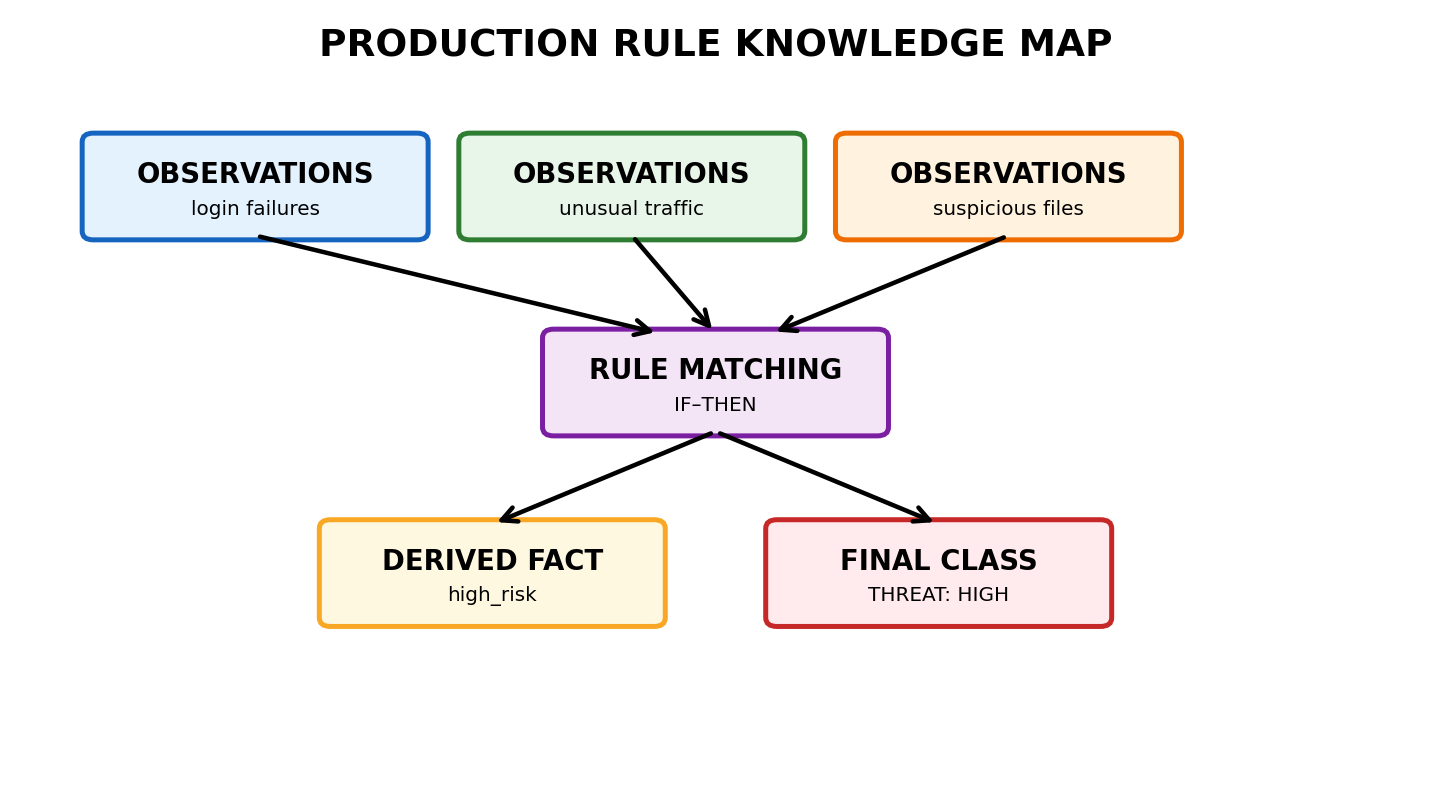 PRODUCTION RULE KNOWLEDGE MAP
OBSERVATIONS
login failures
OBSERVATIONS
unusual traffic
OBSERVATIONS
suspicious files
RULE MATCHING
IF–THEN
DERIVED FACT
high_risk
FINAL CLASS
THREAT: HIGH